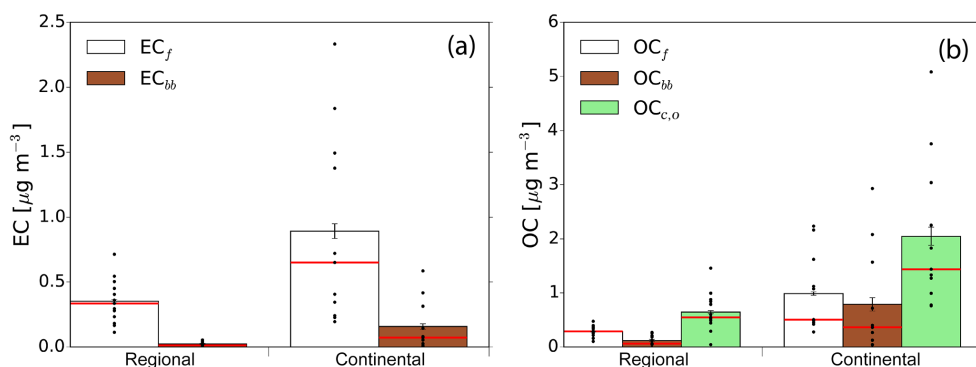 (a)
EC_f
EC_bb
EC [μg m⁻³]
2.5
2.0
1.5
1.0
0.5
0.0
Regional
Continental
(b)
OC_f
OC_bb
OC_c,o
OC [μg m⁻³]
6
5
4
3
2
1
0
Regional
Continental